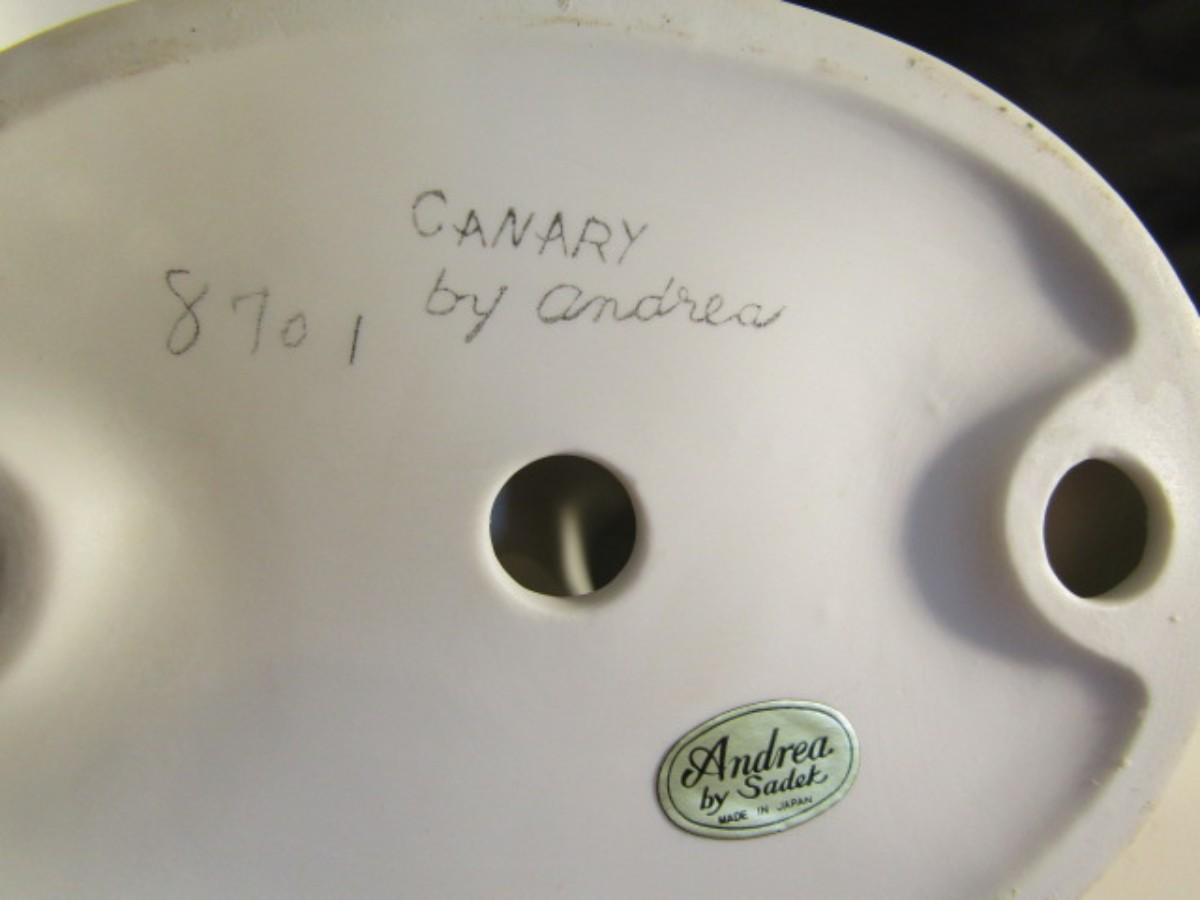 CANARY
8701 by andrea
Andrea
by Sadek
MADE IN JAPAN